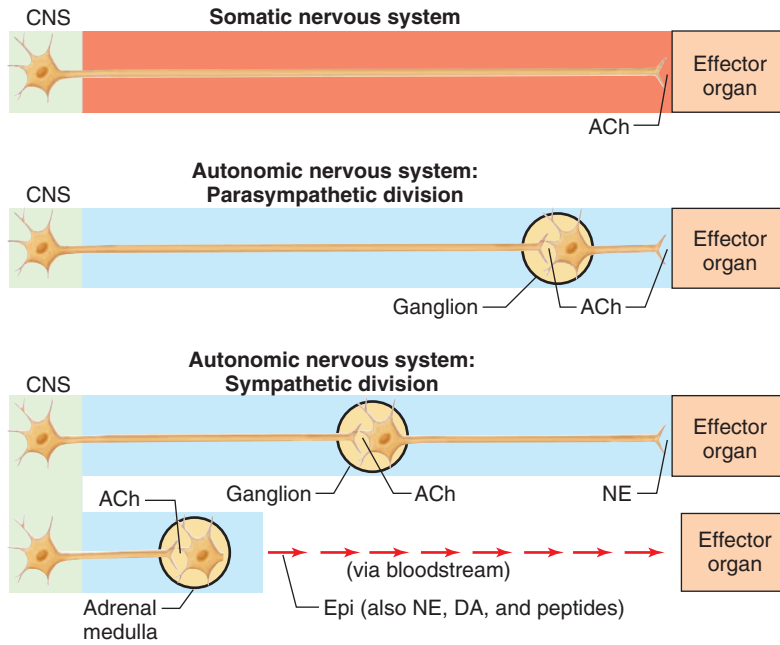 Somatic nervous system
CNS
Effector
organ
ACh
Autonomic nervous system:
Parasympathetic division
CNS
Effector
organ
Ganglion
ACh
Autonomic nervous system:
Sympathetic division
CNS
Effector
organ
ACh
Ganglion
ACh
NE
Effector
organ
(via bloodstream)
Adrenal
medulla
Epi (also NE, DA, and peptides)